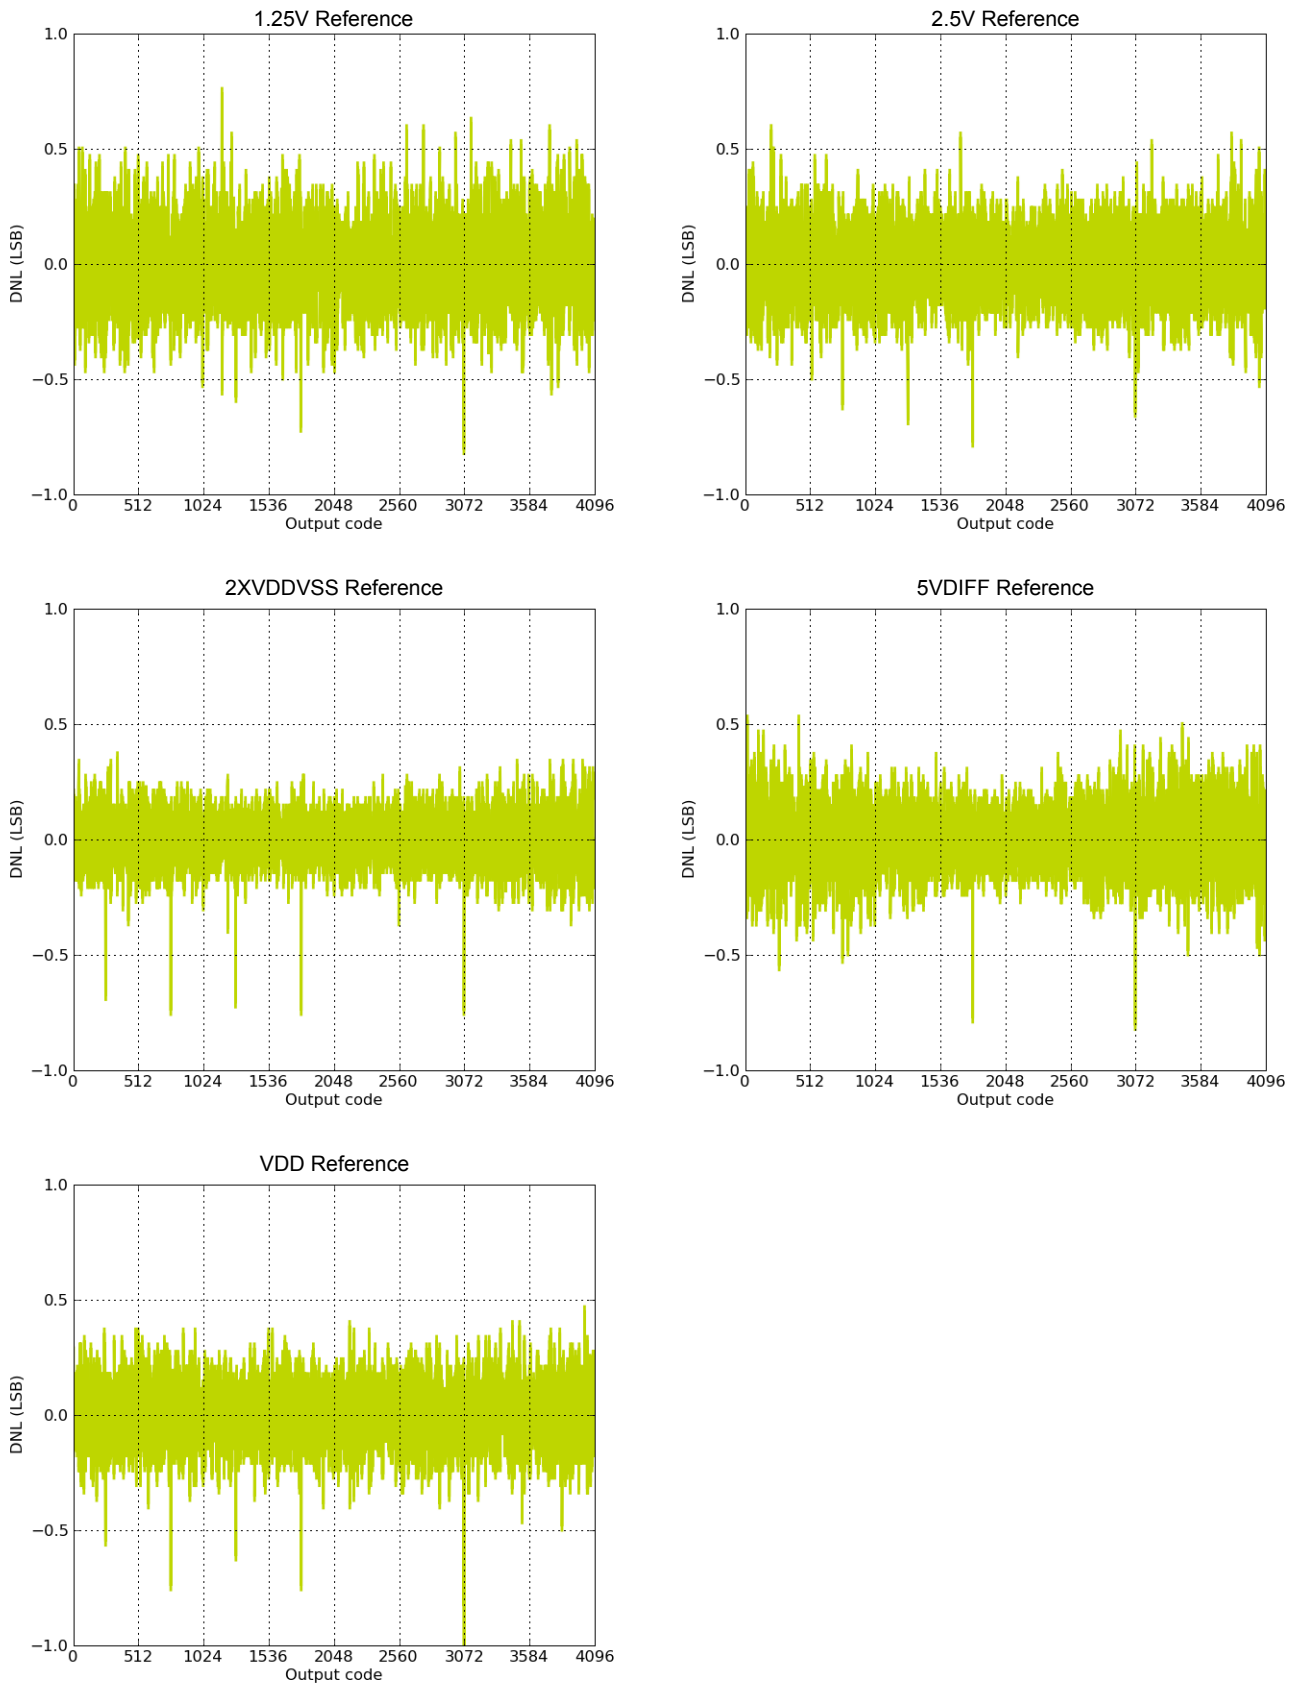 1.25V Reference
1.0
0.5
0.0
−0.5
−1.0
DNL (LSB)
0 512 1024 1536 2048 2560 3072 3584 4096
Output code
2.5V Reference
1.0
0.5
0.0
−0.5
−1.0
DNL (LSB)
0 512 1024 1536 2048 2560 3072 3584 4096
Output code
2XVDDVSS Reference
1.0
0.5
0.0
−0.5
−1.0
DNL (LSB)
0 512 1024 1536 2048 2560 3072 3584 4096
Output code
5VDIFF Reference
1.0
0.5
0.0
−0.5
−1.0
DNL (LSB)
0 512 1024 1536 2048 2560 3072 3584 4096
Output code
VDD Reference
1.0
0.5
0.0
−0.5
−1.0
DNL (LSB)
0 512 1024 1536 2048 2560 3072 3584 4096
Output code